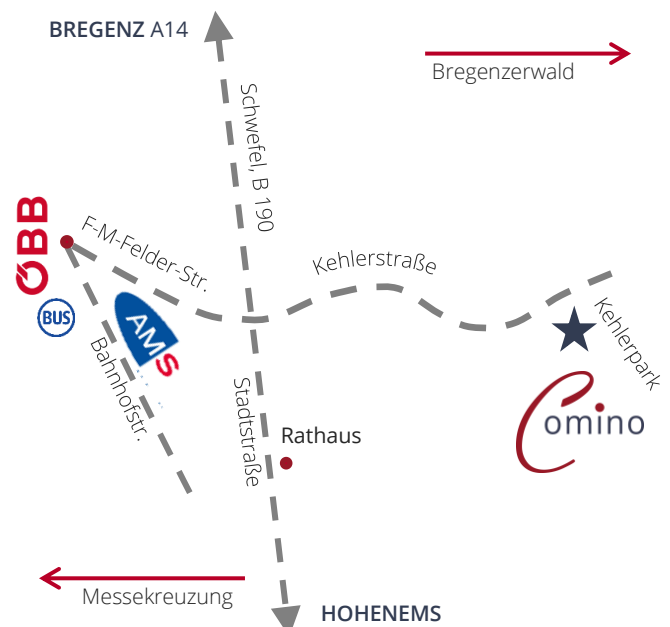 BREGENZ A14
Bregenzerwald
Schwefel, B 190
ÖBB
F-M-Felder-Str.
Kehlerstraße
BUS
AMS
Kehlerpark
Bahnhofstr.
Stadtstraße
Comino
Rathaus
Messekreuzung
HOHENEMS